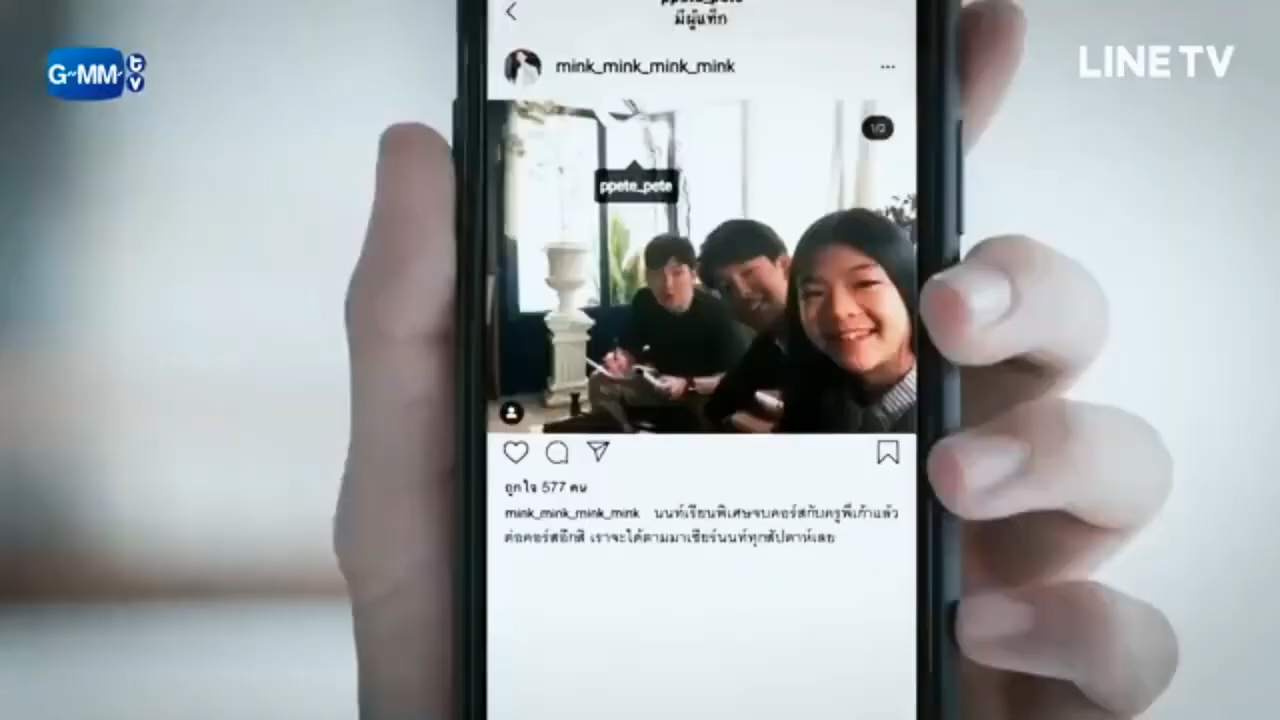 GMM
tv
LINE TV
ppete_pete
มีผู้แท็ก
mink_mink_mink_mink
1/2
ppete_pete
ถูกใจ 577 คน
mink_mink_mink_mink นนท์เรียนพิเศษจบคอร์สกับครูพี่เก้าแล้ว
ต่อคอร์สอีกสิ เราจะได้ตามมาเชียร์นนท์ทุกสัปดาห์เลย